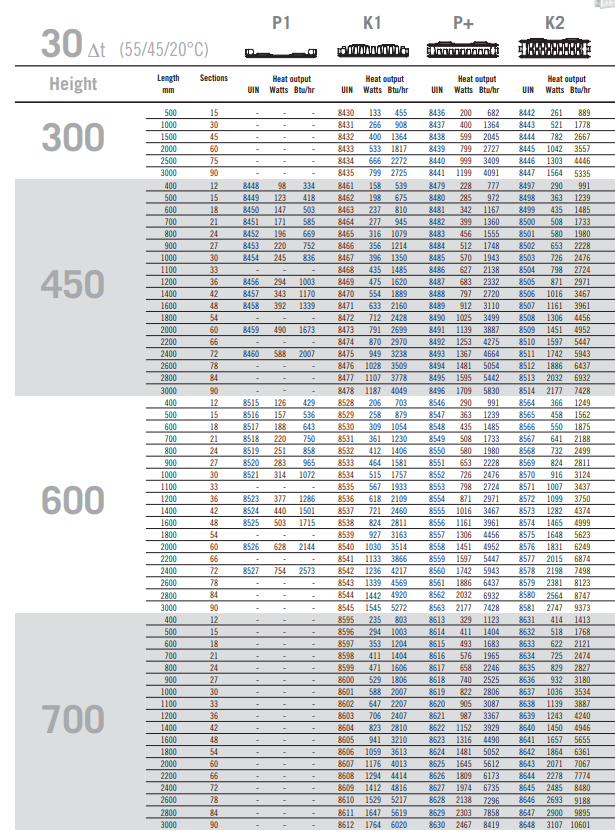 P1 K1 P+ K2
30 Δt (55/45/20°C)
Height Length Sections Heat output Heat output Heat output Heat output
mm UIN Watts Btu/hr UIN Watts Btu/hr UIN Watts Btu/hr UIN Watts Btu/hr
300
500 15 - - - 8430 133 455 8436 200 682 8442 261 889
1000 30 - - - 8431 266 908 8437 400 1364 8443 521 1778
1500 45 - - - 8432 400 1364 8438 599 2045 8444 782 2667
2000 60 - - - 8433 533 1817 8439 799 2727 8445 1042 3557
2500 75 - - - 8434 666 2272 8440 999 3409 8446 1303 4446
3000 90 - - - 8435 799 2725 8441 1199 4091 8447 1564 5335
450
400 12 8448 98 334 8461 158 539 8479 228 777 8497 290 991
500 15 8449 123 418 8462 198 675 8480 285 972 8498 363 1239
600 18 8450 147 503 8463 237 810 8481 342 1167 8499 435 1485
700 21 8451 171 585 8464 277 945 8482 399 1360 8500 508 1733
800 24 8452 196 669 8465 316 1079 8483 456 1555 8501 580 1980
900 27 8453 220 752 8466 356 1214 8484 512 1748 8502 653 2228
1000 30 8454 245 836 8467 396 1350 8485 570 1943 8503 726 2476
1100 33 - - - 8468 435 1485 8486 627 2138 8504 798 2724
1200 36 8456 294 1003 8469 475 1620 8487 683 2332 8505 871 2971
1400 42 8457 343 1170 8470 554 1889 8488 797 2720 8506 1016 3467
1600 48 8458 392 1339 8471 633 2160 8489 912 3110 8507 1161 3961
1800 54 - - - 8472 712 2428 8490 1025 3499 8508 1306 4456
2000 60 8459 490 1673 8473 791 2699 8491 1139 3887 8509 1451 4952
2200 66 - - - 8474 870 2970 8492 1253 4275 8510 1597 5447
2400 72 8460 588 2007 8475 949 3238 8493 1367 4664 8511 1742 5943
2600 78 - - - 8476 1028 3509 8494 1481 5054 8512 1886 6437
2800 84 - - - 8477 1107 3778 8495 1595 5442 8513 2032 6932
3000 90 - - - 8478 1187 4049 8496 1709 5830 8514 2177 7428
600
400 12 8515 126 429 8528 206 703 8546 290 991 8564 366 1249
500 15 8516 157 536 8529 258 879 8547 363 1239 8565 458 1562
600 18 8517 188 643 8530 309 1054 8548 435 1485 8566 550 1875
700 21 8518 220 750 8531 361 1230 8549 508 1733 8567 641 2188
800 24 8519 251 858 8532 412 1406 8550 580 1980 8568 732 2499
900 27 8520 283 965 8533 464 1581 8551 653 2228 8569 824 2811
1000 30 8521 314 1072 8534 515 1757 8552 726 2476 8570 916 3124
1100 33 - - - 8535 567 1933 8553 798 2724 8571 1007 3437
1200 36 8523 377 1286 8536 618 2109 8554 871 2971 8572 1099 3750
1400 42 8524 440 1501 8537 721 2460 8555 1016 3467 8573 1282 4374
1600 48 8525 503 1715 8538 824 2811 8556 1161 3961 8574 1465 4999
1800 54 - - - 8539 927 3163 8557 1306 4456 8575 1648 5623
2000 60 8526 628 2144 8540 1030 3514 8558 1451 4952 8576 1831 6249
2200 66 - - - 8541 1133 3866 8559 1597 5447 8577 2015 6874
2400 72 8527 754 2573 8542 1236 4217 8560 1742 5943 8578 2198 7498
2600 78 - - - 8543 1339 4569 8561 1886 6437 8579 2381 8123
2800 84 - - - 8544 1442 4920 8562 2032 6932 8580 2564 8747
3000 90 - - - 8545 1545 5272 8563 2177 7428 8581 2747 9373
700
400 12 - - - 8595 235 803 8613 329 1123 8631 414 1413
500 15 - - - 8596 294 1003 8614 411 1404 8632 518 1768
600 18 - - - 8597 353 1204 8615 493 1683 8633 622 2121
700 21 - - - 8598 411 1404 8616 576 1965 8634 725 2474
800 24 - - - 8599 471 1606 8617 658 2246 8635 829 2827
900 27 - - - 8600 529 1806 8618 740 2525 8636 932 3180
1000 30 - - - 8601 588 2007 8619 822 2806 8637 1036 3534
1100 33 - - - 8602 647 2207 8620 905 3087 8638 1139 3887
1200 36 - - - 8603 706 2407 8621 987 3367 8639 1243 4240
1400 42 - - - 8604 823 2810 8622 1152 3929 8640 1450 4946
1600 48 - - - 8605 941 3210 8623 1316 4490 8641 1657 5655
1800 54 - - - 8606 1059 3613 8624 1481 5052 8642 1864 6361
2000 60 - - - 8607 1176 4013 8625 1645 5612 8643 2071 7067
2200 66 - - - 8608 1294 4414 8626 1809 6173 8644 2278 7774
2400 72 - - - 8609 1412 4816 8627 1974 6735 8645 2485 8480
2600 78 - - - 8610 1529 5217 8628 2138 7296 8646 2693 9188
2800 84 - - - 8611 1647 5619 8629 2303 7858 8647 2900 9895
3000 90 - - - 8612 1764 6020 8630 2467 8419 8648 3107 10601